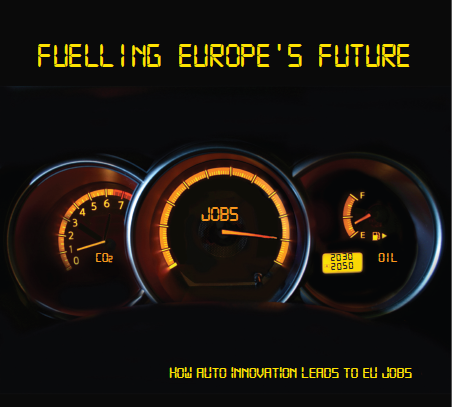 FUELLING EUROPE'S FUTURE
7
6
5
4
3
2
1
0
CO2
JOBS
F
E
2030
2050
OIL
HOW AUTO INNOVATION LEADS TO EU JOBS